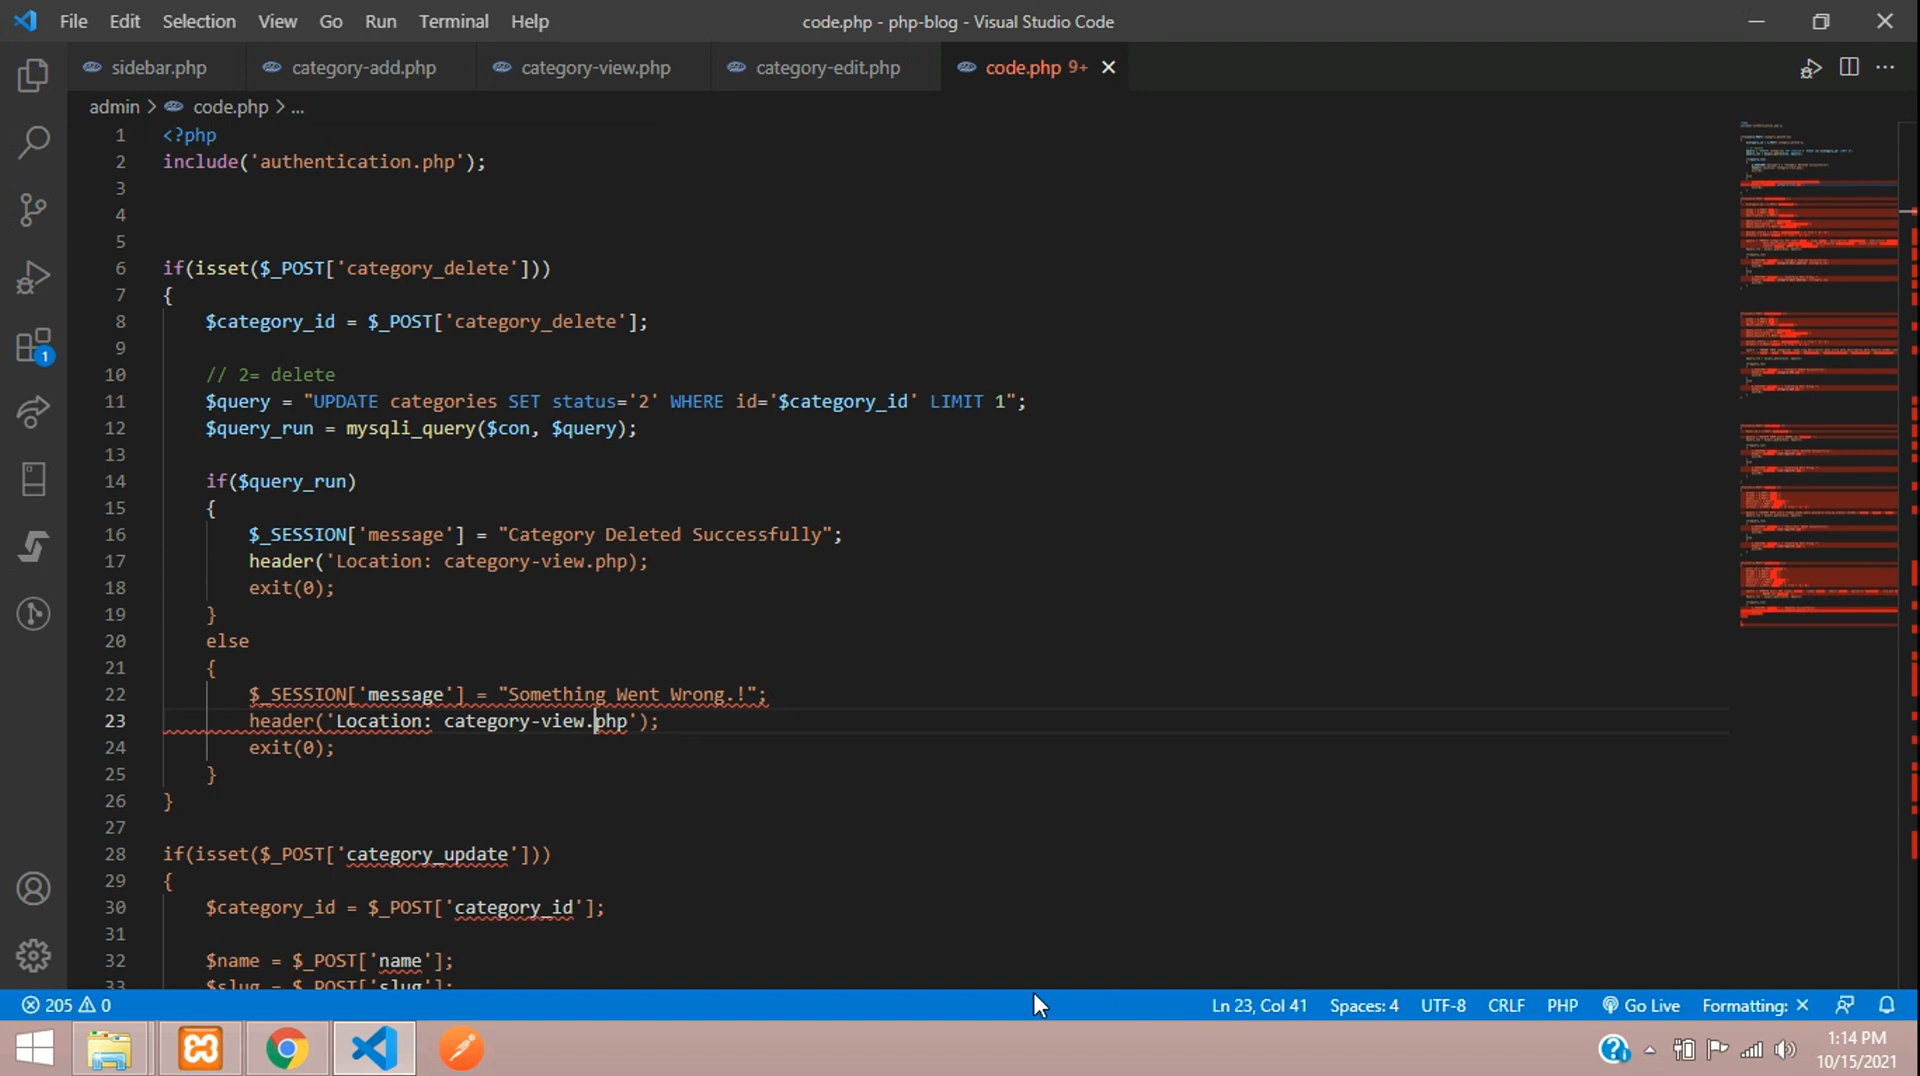 File Edit Selection View Go Run Terminal Help code.php - php-blog - Visual Studio Code
sidebar.php category-add.php category-view.php category-edit.php code.php 9+
admin > code.php > ...
1 <?php
2 include('authentication.php');
3
4
5
6 if(isset($_POST['category_delete']))
7 {
8 $category_id = $_POST['category_delete'];
9
10 // 2= delete
11 $query = "UPDATE categories SET status='2' WHERE id='$category_id' LIMIT 1";
12 $query_run = mysqli_query($con, $query);
13
14 if($query_run)
15 {
16 $_SESSION['message'] = "Category Deleted Successfully";
17 header('Location: category-view.php);
18 exit(0);
19 }
20 else
21 {
22 $_SESSION['message'] = "Something Went Wrong.!";
23 header('Location: category-view.php');
24 exit(0);
25 }
26 }
27
28 if(isset($_POST['category_update']))
29 {
30 $category_id = $_POST['category_id'];
31
32 $name = $_POST['name'];
33 $slug = $_POST['slug'];
1
205 0 Ln 23, Col 41 Spaces: 4 UTF-8 CRLF PHP Go Live Formatting: ×
1:14 PM
10/15/2021